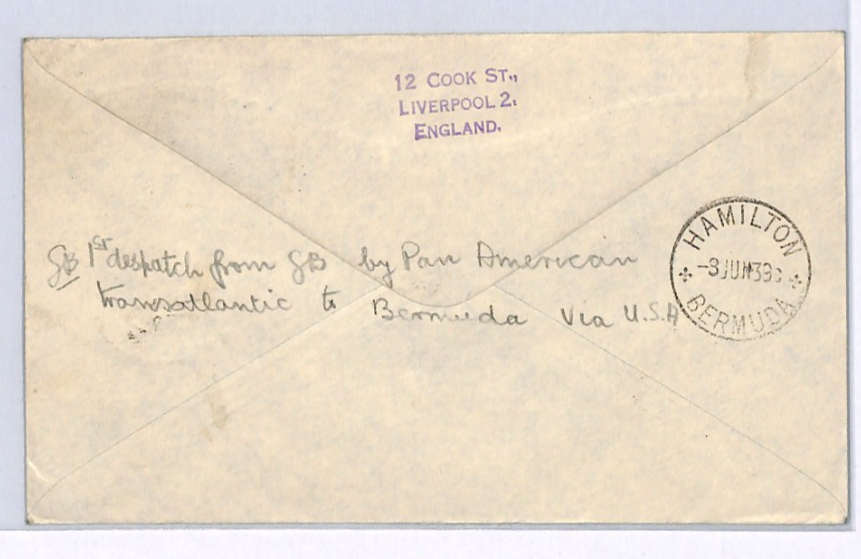 12 COOK ST.,
LIVERPOOL 2.
ENGLAND.
GB 1ST despatch from GB by Pan American
transatlantic to Bermuda Via U.S.A
HAMILTON
-3 JUN 39
BERMUDA